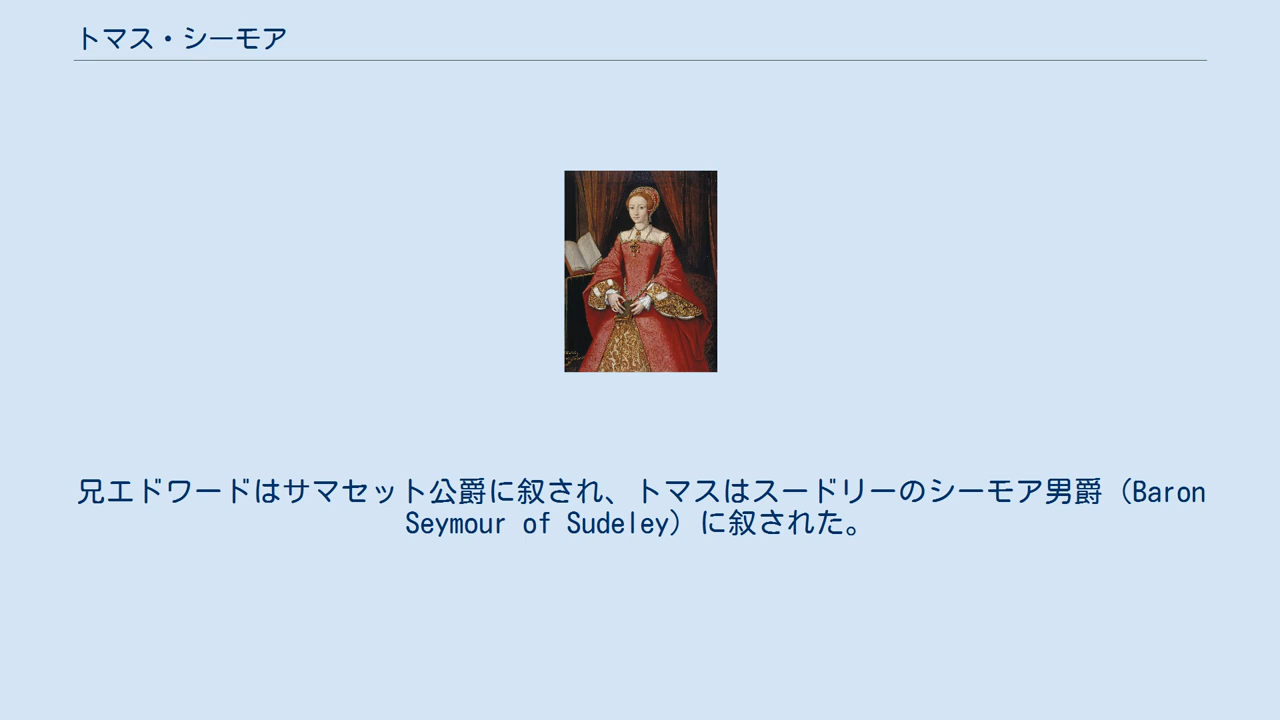 トマス・シーモア
兄エドワードはサマセット公爵に叙され、トマスはスードリーのシーモア男爵（Baron
Seymour of Sudeley）に叙された。